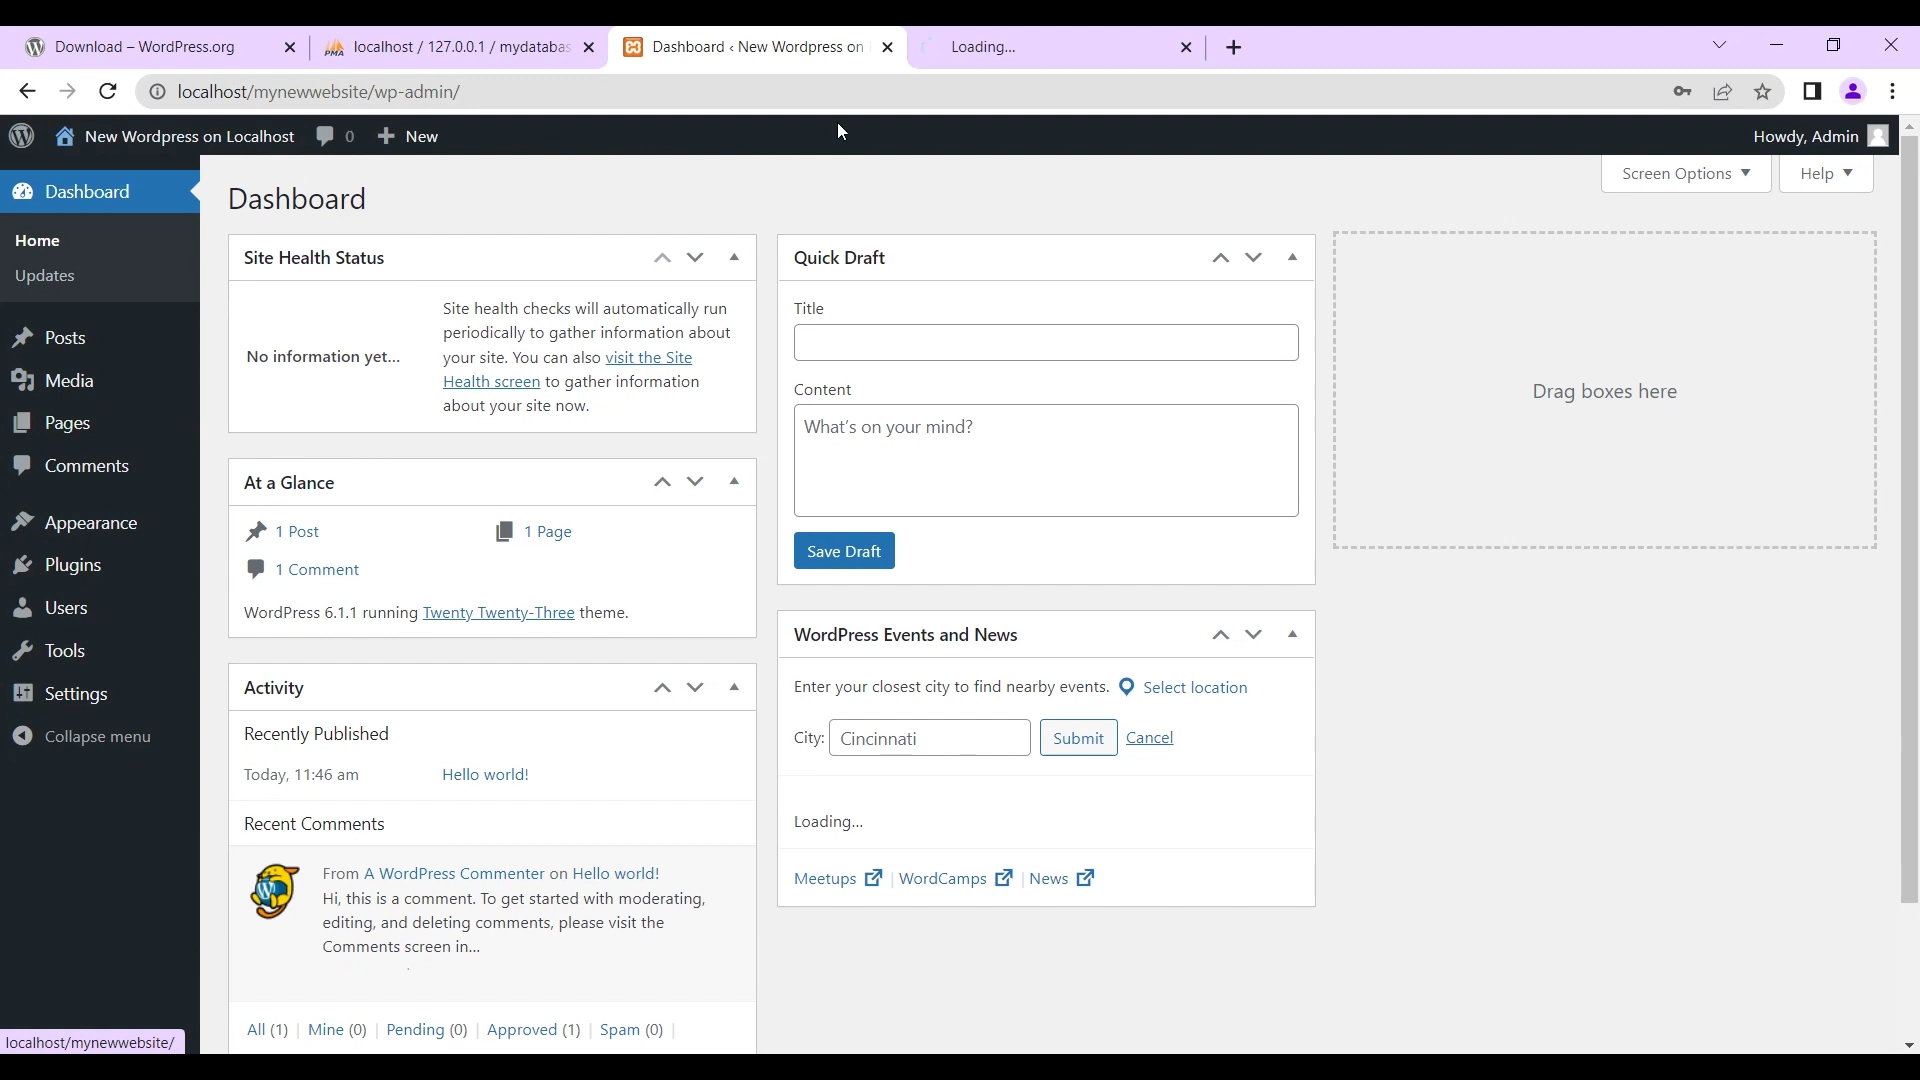 Download – WordPress.org
PMA localhost / 127.0.0.1 / mydatabas
Dashboard ‹ New Wordpress on
Loading...
localhost/mynewwebsite/wp-admin/
New Wordpress on Localhost 0 New
Howdy, Admin
Screen Options
Help
Dashboard
Home
Updates
Posts
Media
Pages
Comments
Appearance
Plugins
Users
Tools
Settings
Collapse menu
Dashboard
Site Health Status
No information yet...
Site health checks will automatically run
periodically to gather information about
your site. You can also visit the Site
Health screen to gather information
about your site now.
At a Glance
1 Post
1 Page
1 Comment
WordPress 6.1.1 running Twenty Twenty-Three theme.
Activity
Recently Published
Today, 11:46 am
Hello world!
Recent Comments
From A WordPress Commenter on Hello world!
Hi, this is a comment. To get started with moderating,
editing, and deleting comments, please visit the
Comments screen in...
All (1) | Mine (0) | Pending (0) | Approved (1) | Spam (0) |
Quick Draft
Title
Content
What's on your mind?
Save Draft
WordPress Events and News
Enter your closest city to find nearby events. Select location
City: Cincinnati Submit Cancel
Loading...
Meetups | WordCamps | News
Drag boxes here
localhost/mynewwebsite/